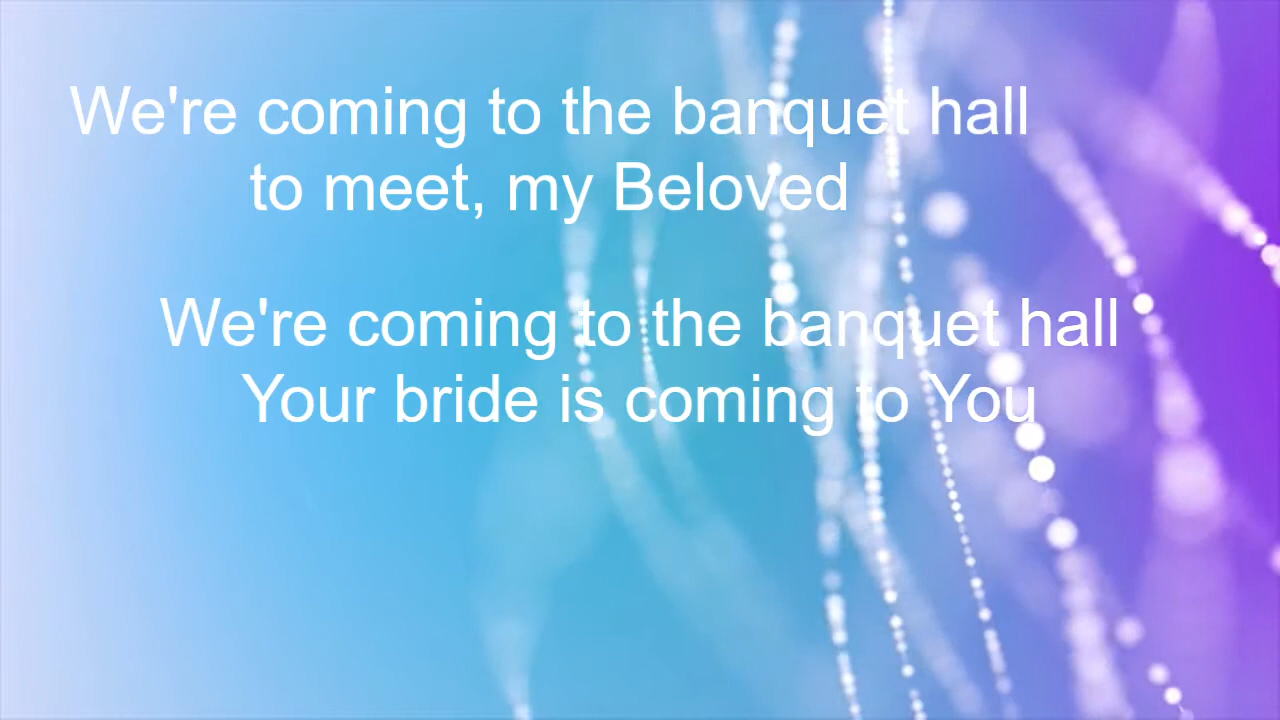 We're coming to the banquet hall
to meet, my Beloved
We're coming to the banquet hall
Your bride is coming to You